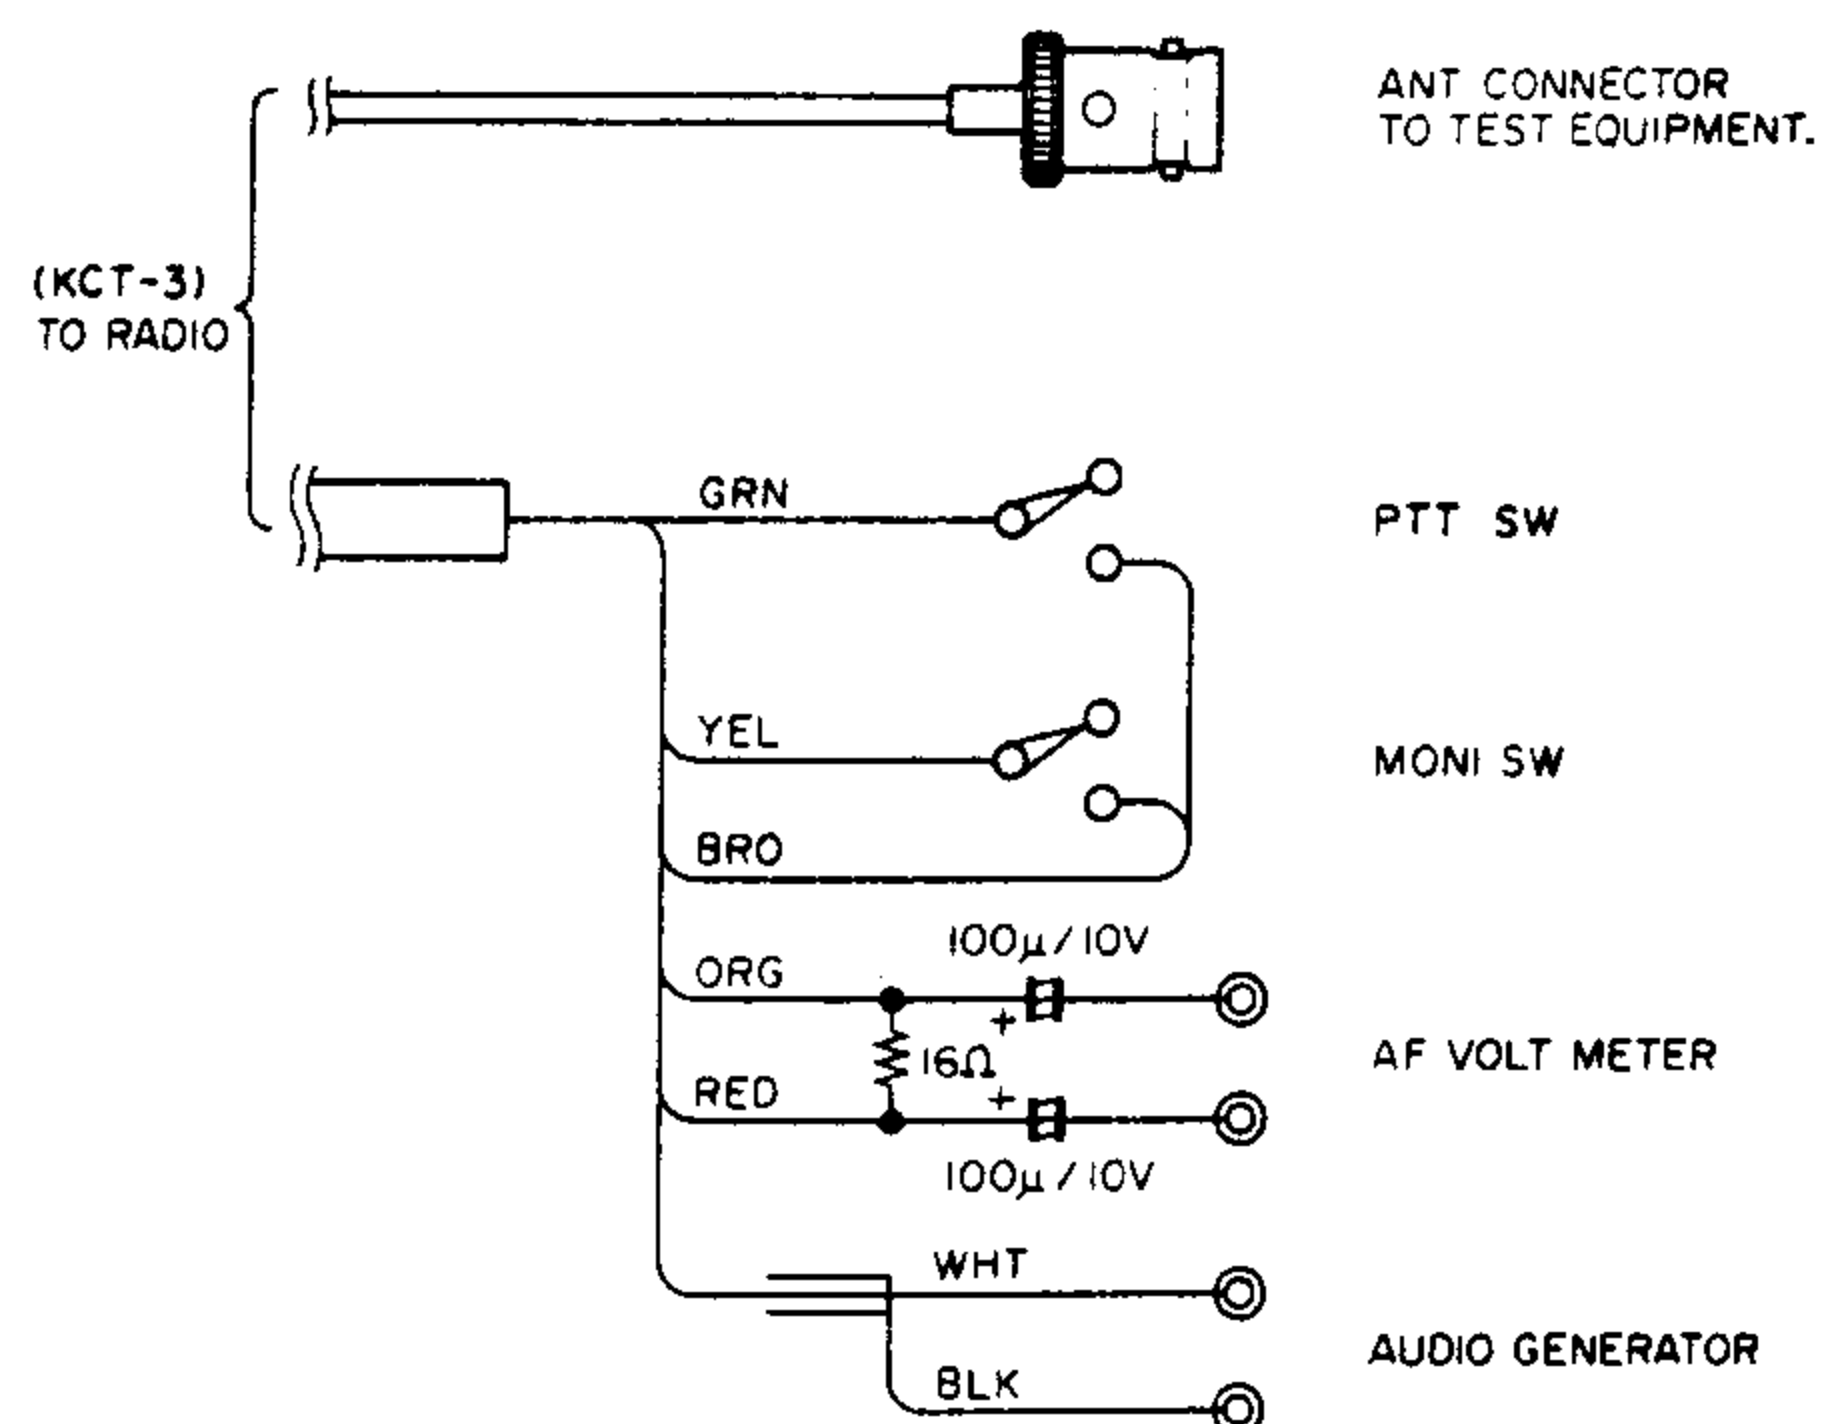 ANT CONNECTOR
TO TEST EQUIPMENT.
(KCT-3)
TO RADIO
GRN
PTT SW
YEL
MONI SW
BRO
100μ/10V
ORG
+
16Ω
AF VOLT METER
RED
+
100μ/10V
WHT
AUDIO GENERATOR
BLK